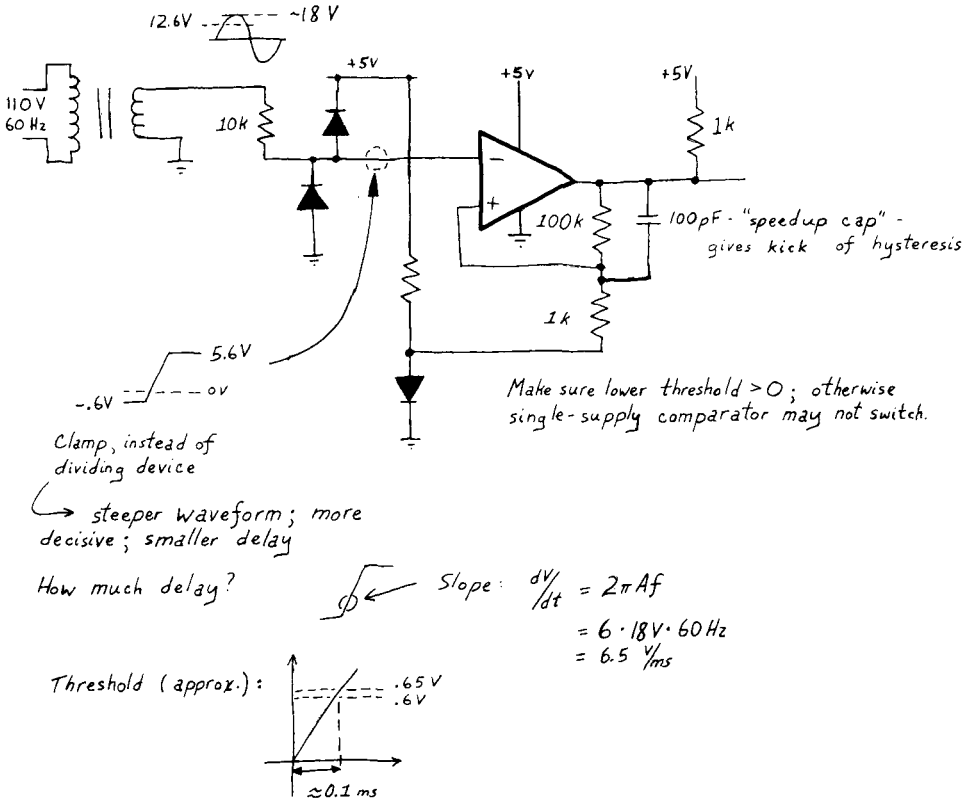 12.6V
~18 V
110V
60 Hz
10k
+5v
+5v
+5V
1k
−
+
100k
100pF - "speedup cap" -
gives kick of hysteresis
1k
5.6V
0V
-.6V
Make sure lower threshold > 0 ; otherwise
single-supply comparator may not switch.
Clamp, instead of
dividing device
steeper waveform ; more
decisive ; smaller delay
How much delay?
Slope : dV/dt = 2πAf
= 6 · 18V · 60 Hz
= 6.5 V/ms
Threshold (approx.) :
.65 V
.6V
≈ 0.1 ms